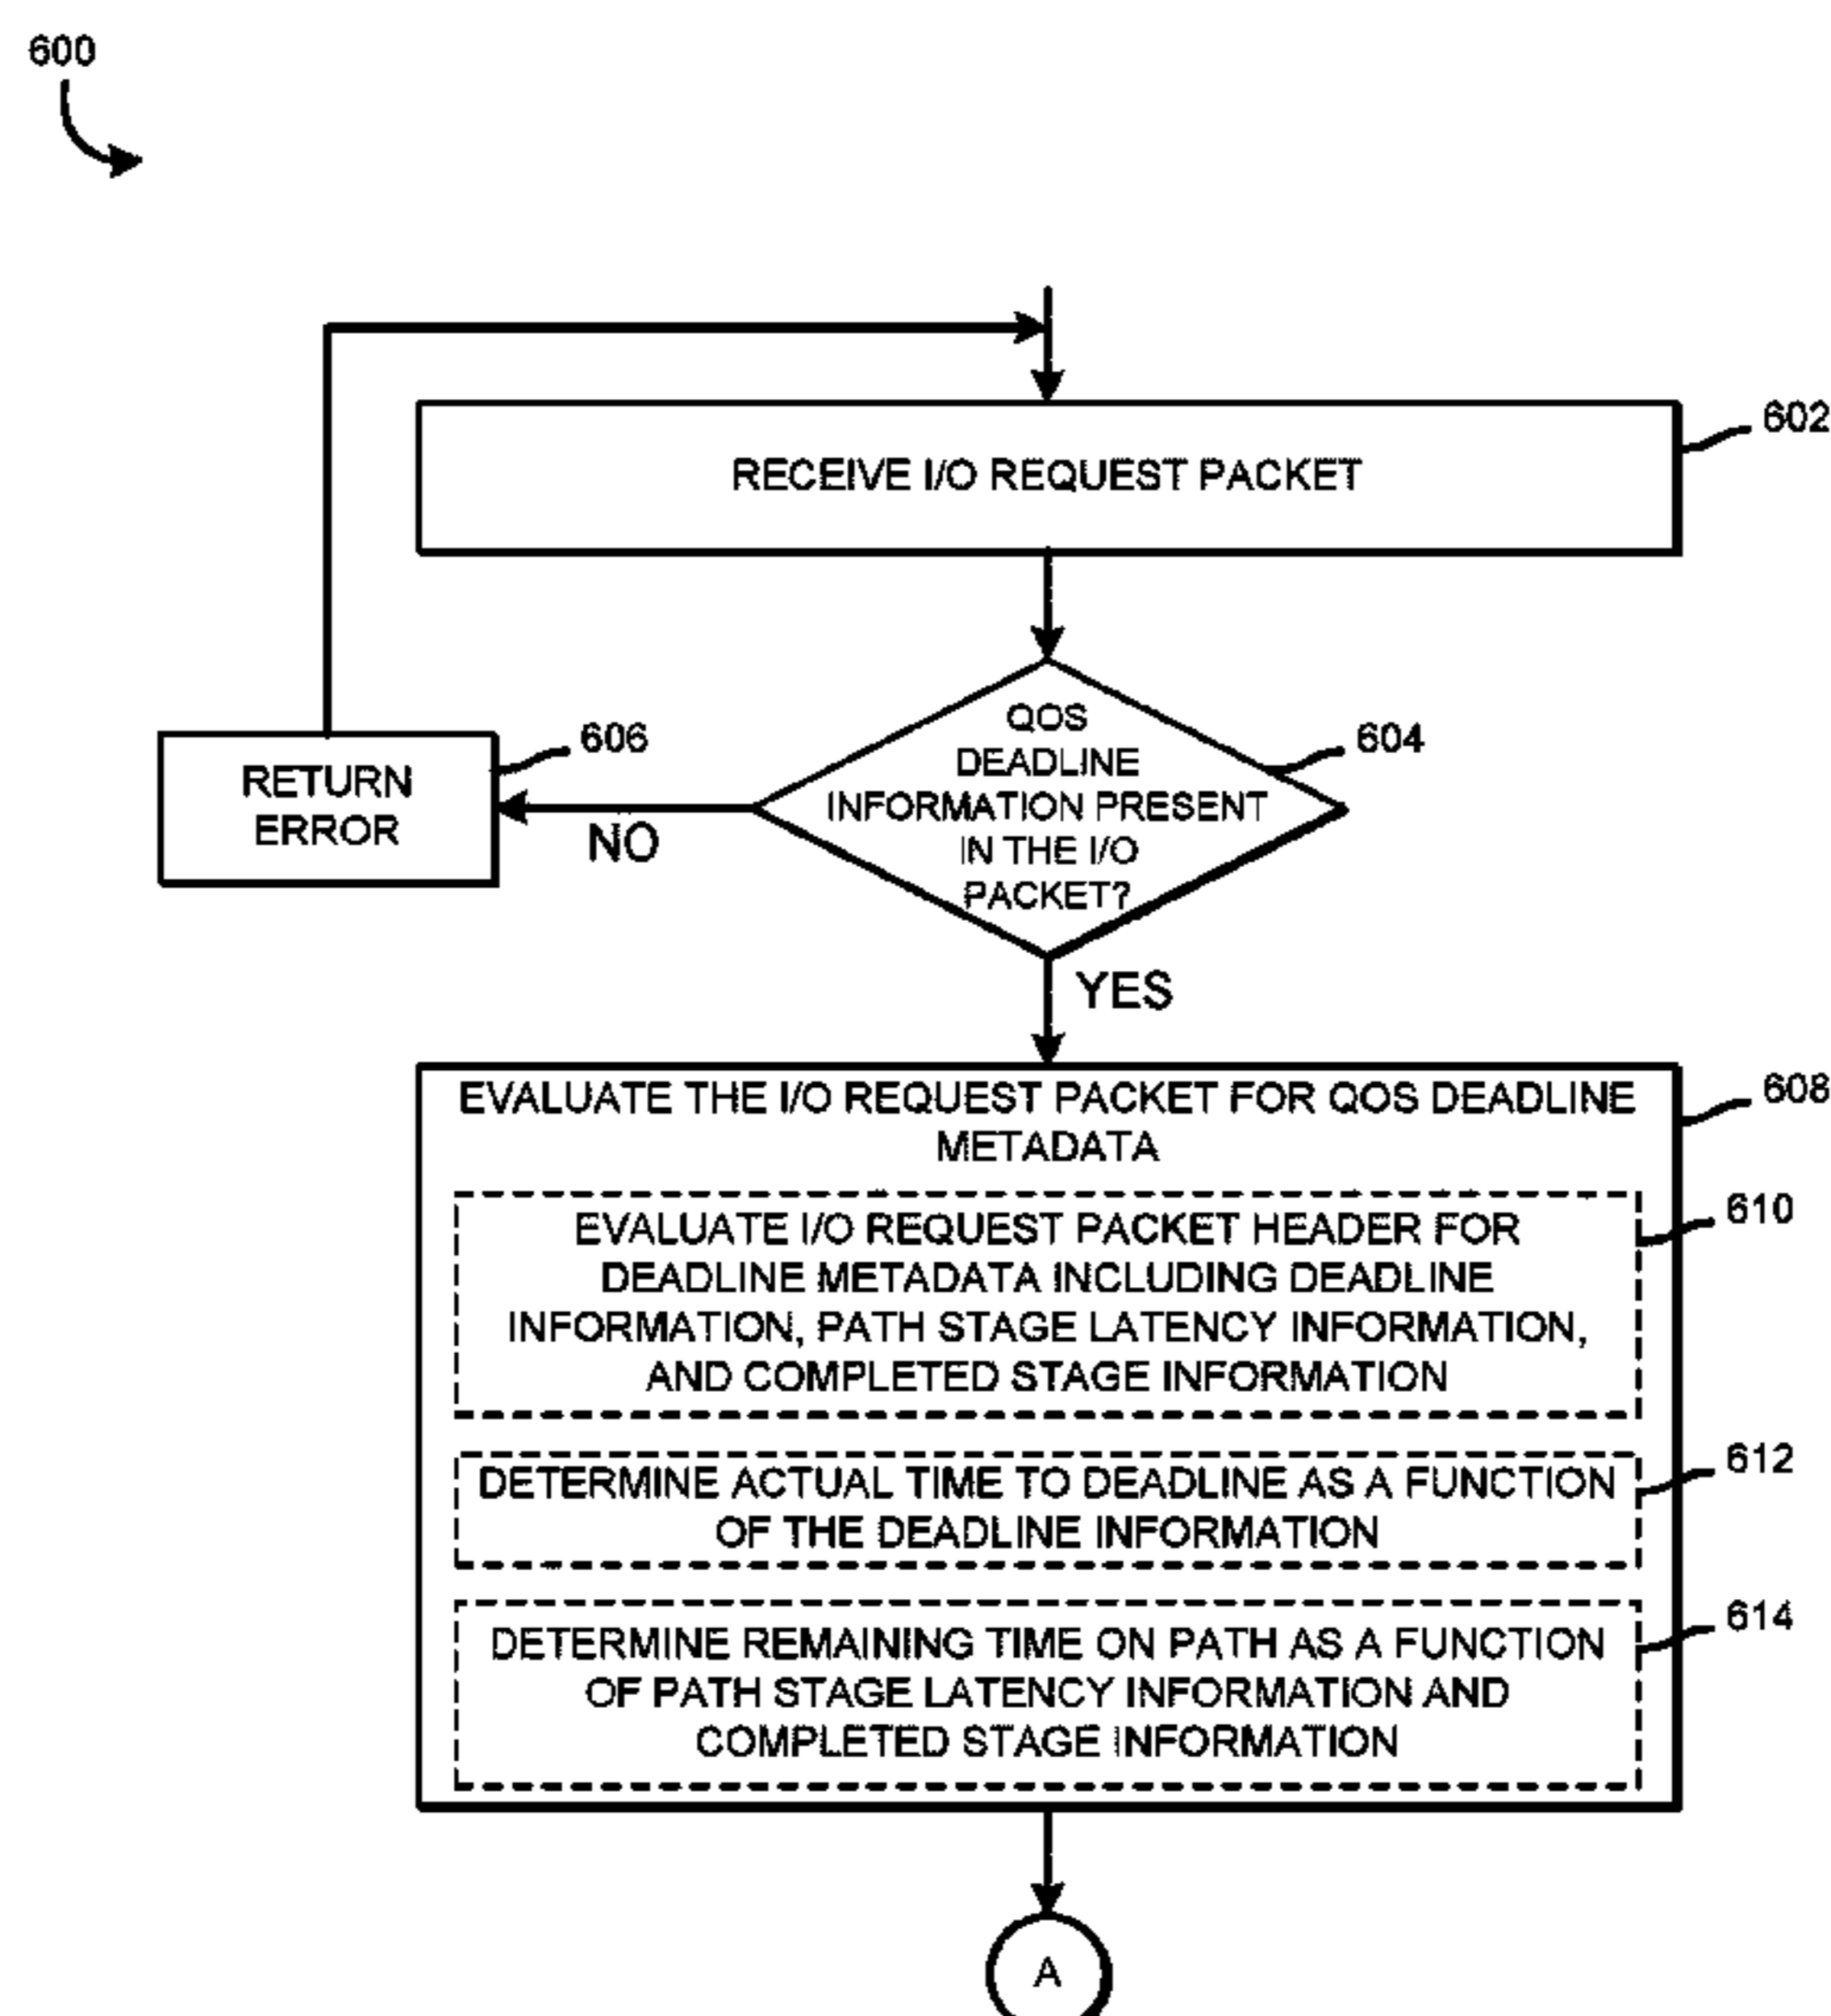 600
602
RECEIVE I/O REQUEST PACKET
604
QOS
DEADLINE
INFORMATION PRESENT
IN THE I/O
PACKET?
606
RETURN
ERROR
NO
YES
608
EVALUATE THE I/O REQUEST PACKET FOR QOS DEADLINE
METADATA
610
EVALUATE I/O REQUEST PACKET HEADER FOR
DEADLINE METADATA INCLUDING DEADLINE
INFORMATION, PATH STAGE LATENCY INFORMATION,
AND COMPLETED STAGE INFORMATION
612
DETERMINE ACTUAL TIME TO DEADLINE AS A FUNCTION
OF THE DEADLINE INFORMATION
614
DETERMINE REMAINING TIME ON PATH AS A FUNCTION
OF PATH STAGE LATENCY INFORMATION AND
COMPLETED STAGE INFORMATION
A